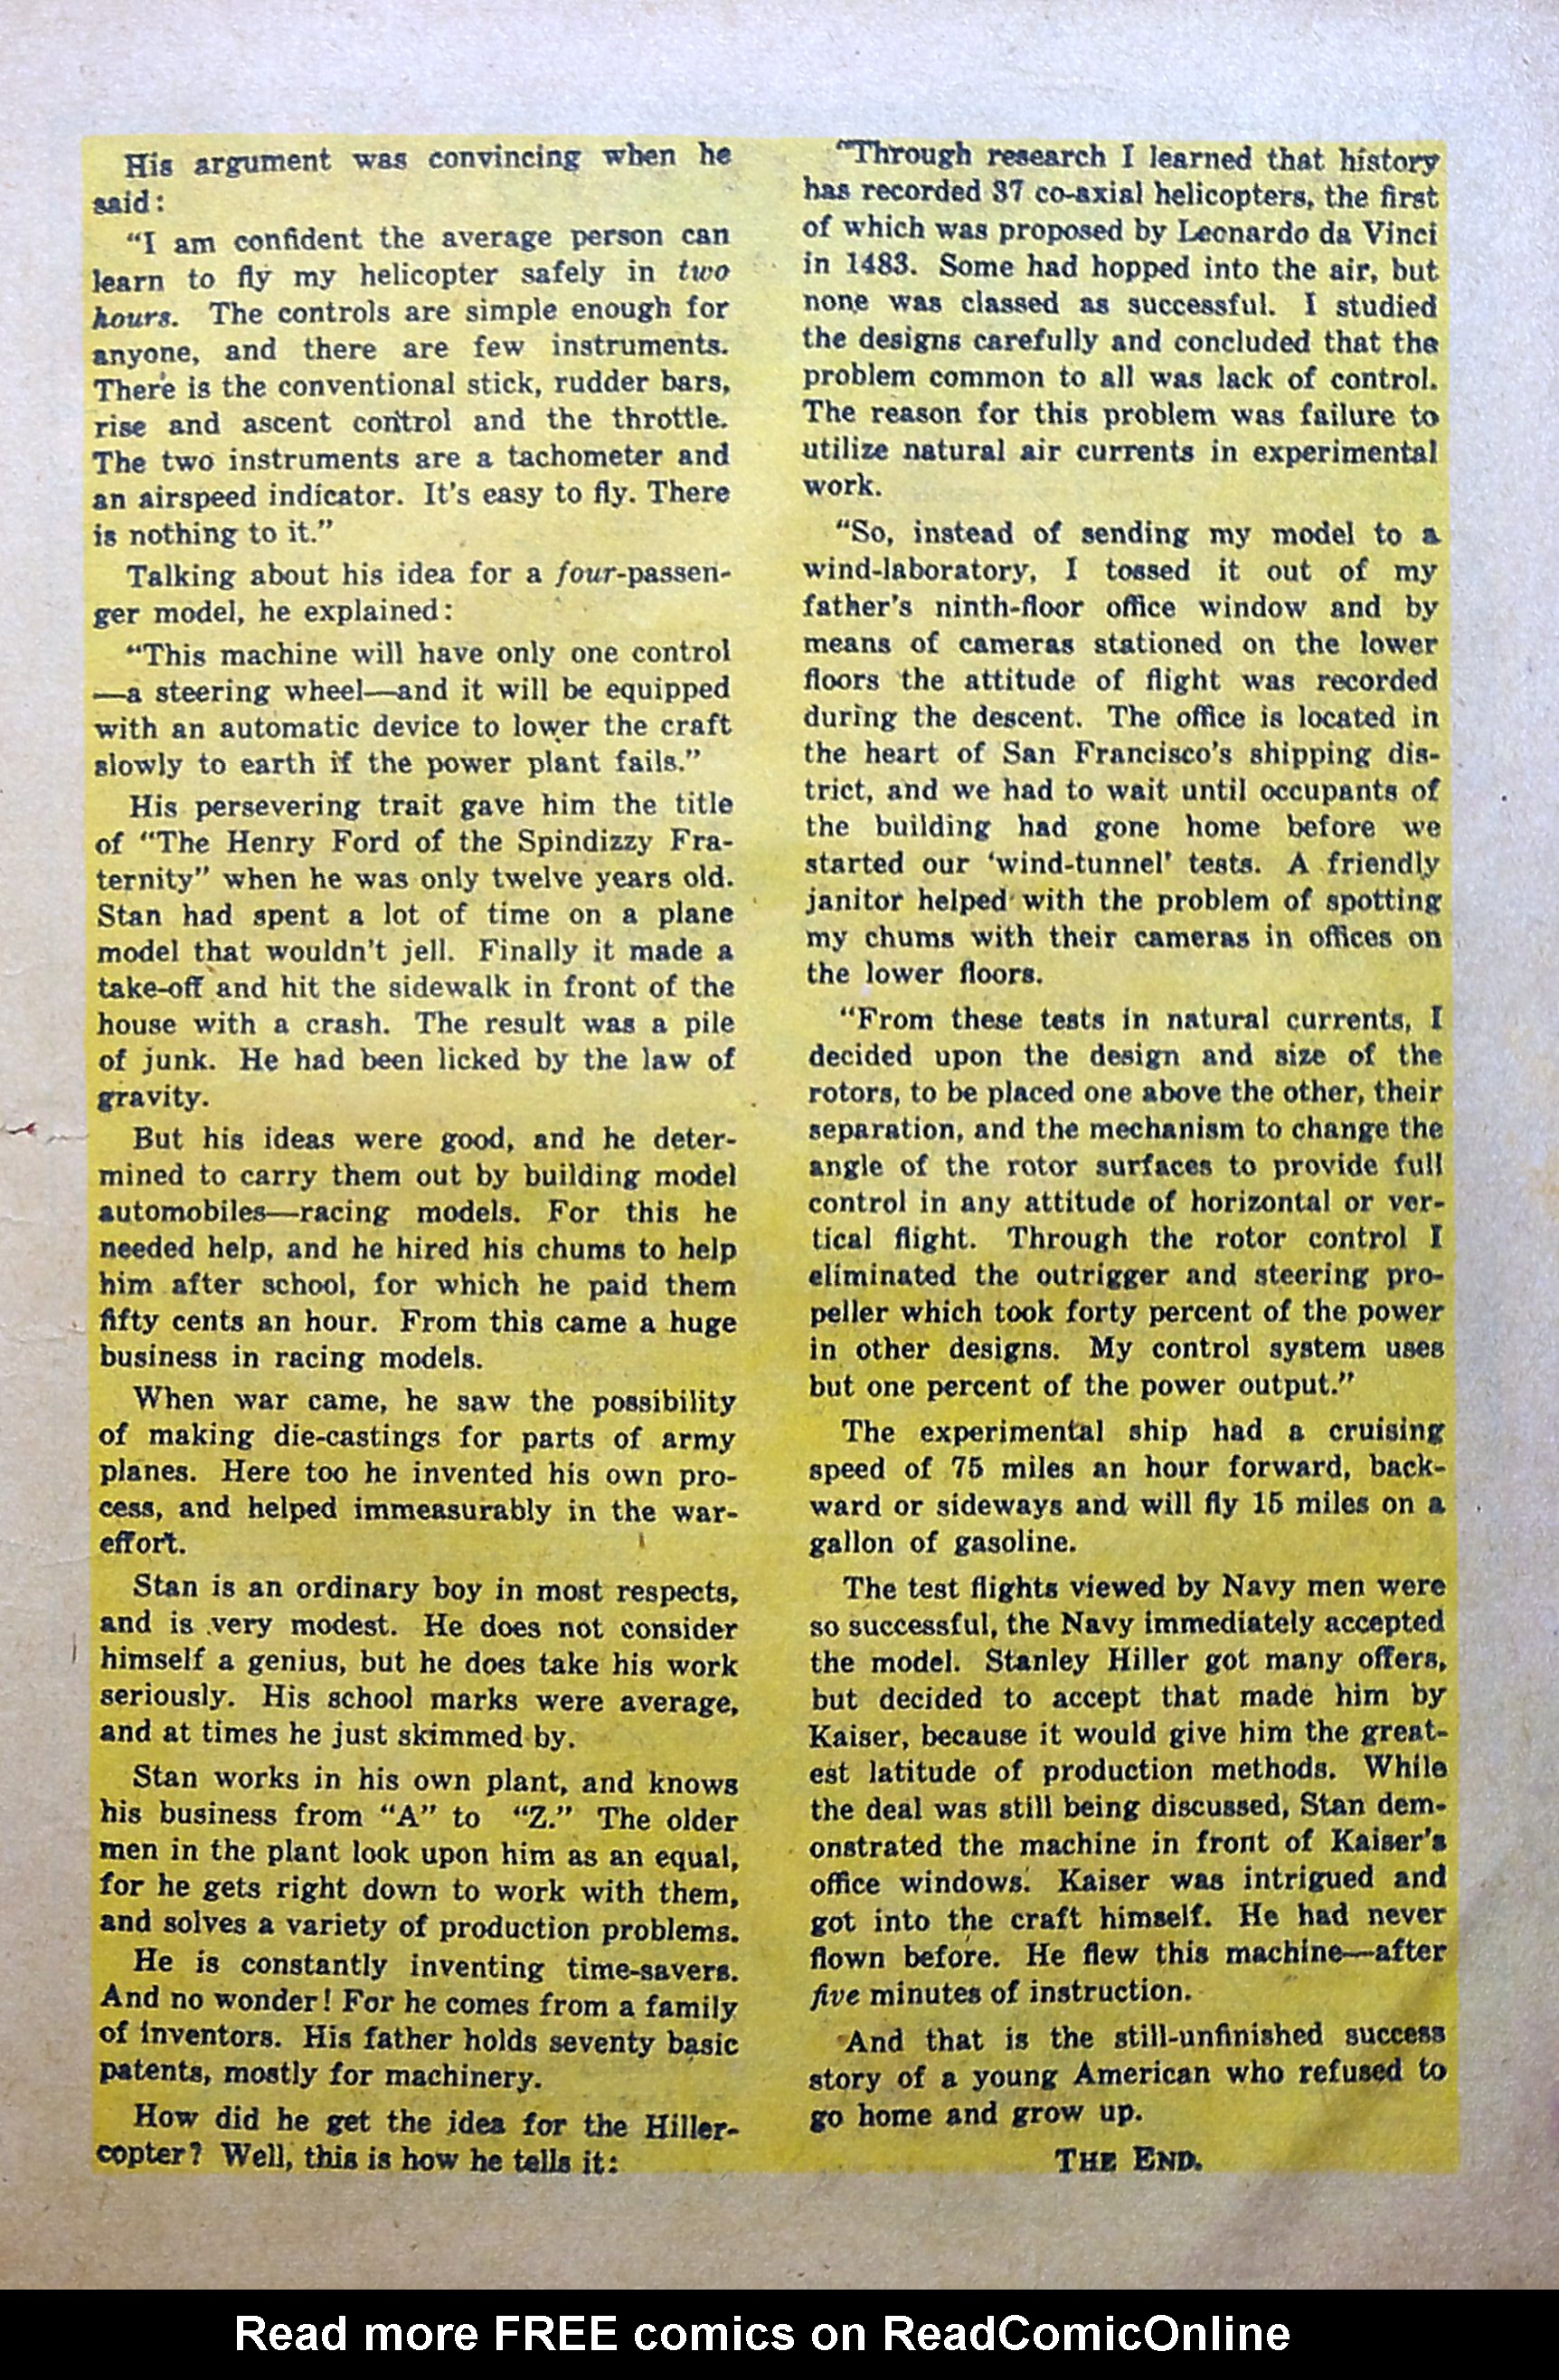 His argument was convincing when he
said:
"I am confident the average person can
learn to fly my helicopter safely in two
hours. The controls are simple enough for
anyone, and there are few instruments.
There is the conventional stick, rudder bars,
rise and ascent control and the throttle.
The two instruments are a tachometer and
an airspeed indicator. It's easy to fly. There
is nothing to it."
Talking about his idea for a four-passen-
ger model, he explained:
"This machine will have only one control
—a steering wheel—and it will be equipped
with an automatic device to lower the craft
slowly to earth if the power plant fails."
His persevering trait gave him the title
of "The Henry Ford of the Spindizzy Fra-
ternity" when he was only twelve years old.
Stan had spent a lot of time on a plane
model that wouldn't jell. Finally it made a
take-off and hit the sidewalk in front of the
house with a crash. The result was a pile
of junk. He had been licked by the law of
gravity.
But his ideas were good, and he deter-
mined to carry them out by building model
automobiles—racing models. For this he
needed help, and he hired his chums to help
him after school, for which he paid them
fifty cents an hour. From this came a huge
business in racing models.
When war came, he saw the possibility
of making die-castings for parts of army
planes. Here too he invented his own pro-
cess, and helped immeasurably in the war-
effort.
Stan is an ordinary boy in most respects,
and is very modest. He does not consider
himself a genius, but he does take his work
seriously. His school marks were average,
and at times he just skimmed by.
Stan works in his own plant, and knows
his business from "A" to "Z." The older
men in the plant look upon him as an equal,
for he gets right down to work with them,
and solves a variety of production problems.
He is constantly inventing time-savers.
And no wonder! For he comes from a family
of inventors. His father holds seventy basic
patents, mostly for machinery.
How did he get the idea for the Hiller-
copter? Well, this is how he tells it:
"Through research I learned that history
has recorded 37 co-axial helicopters, the first
of which was proposed by Leonardo da Vinci
in 1483. Some had hopped into the air, but
none was classed as successful. I studied
the designs carefully and concluded that the
problem common to all was lack of control.
The reason for this problem was failure to
utilize natural air currents in experimental
work.
"So, instead of sending my model to a
wind-laboratory, I tossed it out of my
father's ninth-floor office window and by
means of cameras stationed on the lower
floors the attitude of flight was recorded
during the descent. The office is located in
the heart of San Francisco's shipping dis-
trict, and we had to wait until occupants of
the building had gone home before we
started our 'wind-tunnel' tests. A friendly
janitor helped with the problem of spotting
my chums with their cameras in offices on
the lower floors.
"From these tests in natural currents, I
decided upon the design and size of the
rotors, to be placed one above the other, their
separation, and the mechanism to change the
angle of the rotor surfaces to provide full
control in any attitude of horizontal or ver-
tical flight. Through the rotor control I
eliminated the outrigger and steering pro-
peller which took forty percent of the power
in other designs. My control system uses
but one percent of the power output."
The experimental ship had a cruising
speed of 75 miles an hour forward, back-
ward or sideways and will fly 15 miles on a
gallon of gasoline.
The test flights viewed by Navy men were
so successful, the Navy immediately accepted
the model. Stanley Hiller got many offers,
but decided to accept that made him by
Kaiser, because it would give him the great-
est latitude of production methods. While
the deal was still being discussed, Stan dem-
onstrated the machine in front of Kaiser's
office windows. Kaiser was intrigued and
got into the craft himself. He had never
flown before. He flew this machine—after
five minutes of instruction.
And that is the still-unfinished success
story of a young American who refused to
go home and grow up.
THE END.
Read more FREE comics on ReadComicOnline